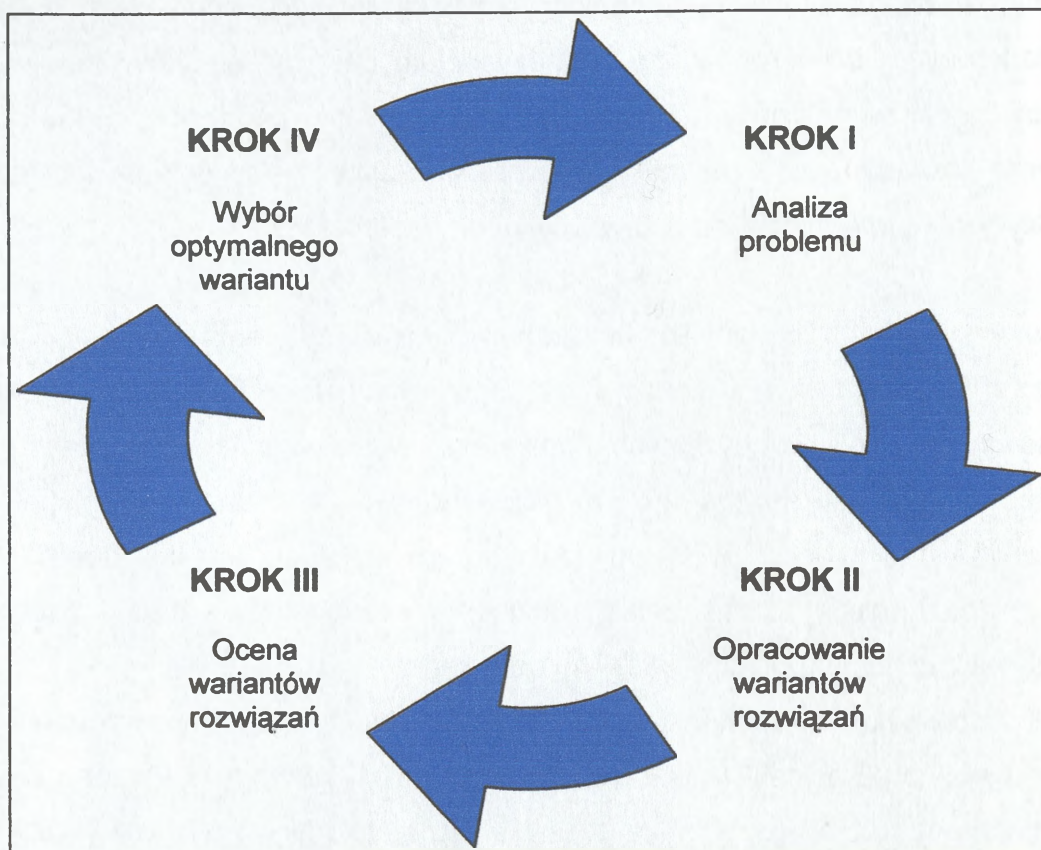 KROK I
Analiza
problemu
KROK II
Opracowanie
wariantów
rozwiązań
KROK III
Ocena
wariantów
rozwiązań
KROK IV
Wybór
optymalnego
wariantu